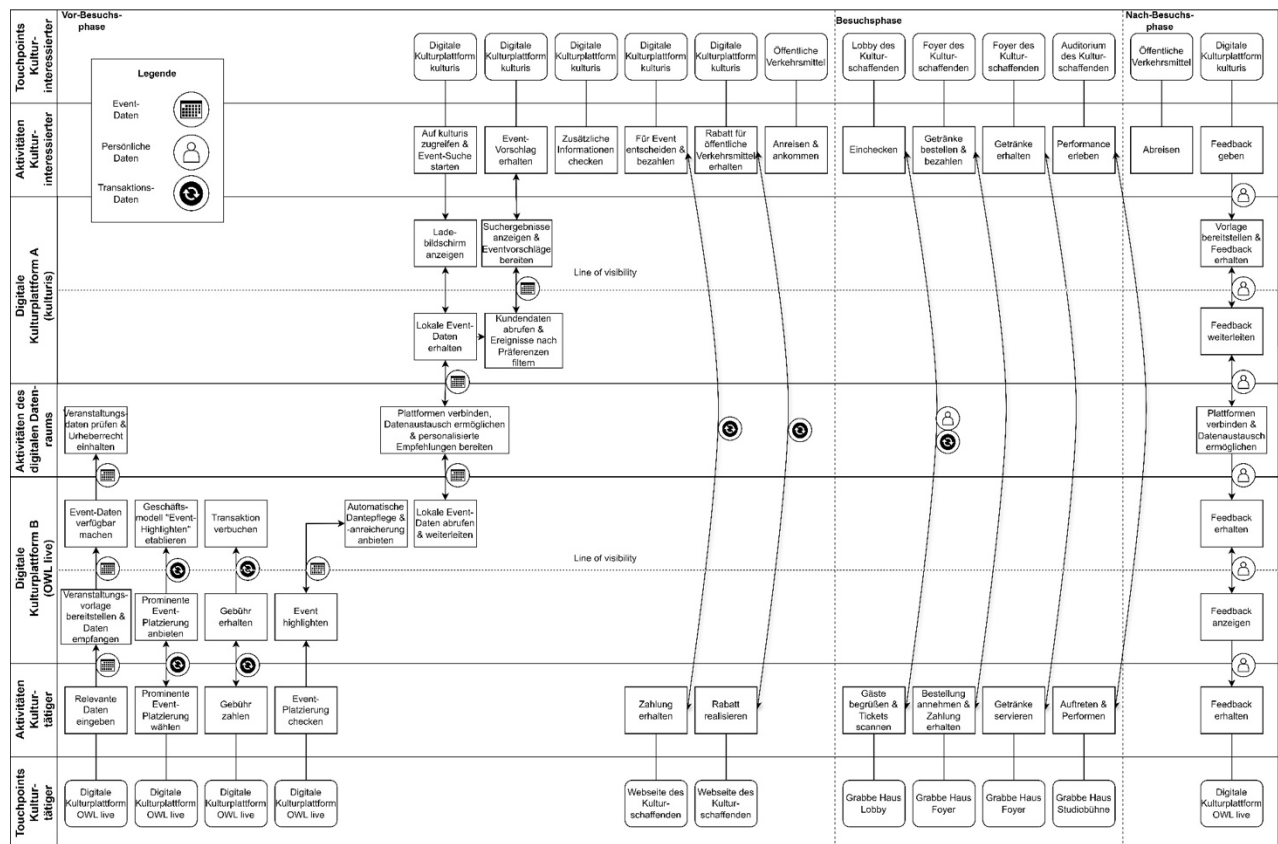 Vor-Besuchs-
phase
Besuchsphase
Nach-Besuchs-
phase
Touchpoints
Kultur-
interessierter
Digitale
Kulturplattform
kulturis
Digitale
Kulturplattform
kulturis
Digitale
Kulturplattform
kulturis
Digitale
Kulturplattform
kulturis
Digitale
Kulturplattform
kulturis
Öffentliche
Verkehrsmittel
Lobby des
Kultur-
schaffenden
Foyer des
Kultur-
schaffenden
Foyer des
Kultur-
schaffenden
Auditorium
des Kultur-
schaffenden
Öffentliche
Verkehrsmittel
Digitale
Kulturplattform
kulturis
Legende
Event-
Daten
Persönliche
Daten
Transaktions-
Daten
Aktivitäten
Kultur-
interessierter
Auf kulturis
zugreifen &
Event-Suche
starten
Event-
Vorschlag
erhalten
Zusätzliche
Informationen
checken
Für Event
entscheiden &
bezahlen
Rabatt für
öffentliche
Verkehrsmittel
erhalten
Anreisen &
ankommen
Einchecken
Getränke
bestellen &
bezahlen
Getränke
erhalten
Performance
erleben
Abreisen
Feedback
geben
Digitale
Kulturplattform A
(kulturis)
Lade-
bildschirm
anzeigen
Suchergebnisse
anzeigen &
Eventvorschläge
bereiten
Vorlage
bereitstellen &
Feedback
erhalten
Line of visibility
Lokale Event-
Daten
erhalten
Kundendaten
abrufen &
Ereignisse nach
Präferenzen
filtern
Feedback
weiterleiten
Aktivitäten des
digitalen Daten-
raums
Veranstaltungs-
daten prüfen &
Urheberrecht
einhalten
Plattformen verbinden,
Datenaustausch ermöglichen
& personalisierte
Empfehlungen bereiten
Plattformen
verbinden &
Datenaustausch
ermöglichen
Digitale
Kulturplattform B
(OWL live)
Event-Daten
verfügbar
machen
Geschäfts-
modell "Event-
Highlighten"
etablieren
Transaktion
verbuchen
Automatische
Dantepflege &
-anreicherung
anbieten
Lokale Event-
Daten abrufen
& weiterleiten
Feedback
erhalten
Line of visibility
Veranstaltungs-
vorlage
bereitstellen &
Daten
empfangen
Prominente
Event-
Platzierung
anbieten
Gebühr
erhalten
Event
highlighten
Feedback
anzeigen
Aktivitäten
Kultur-
tätiger
Relevante
Daten
eingeben
Prominente
Event-
Platzierung
wählen
Gebühr
zahlen
Event-
Platzierung
checken
Zahlung
erhalten
Rabatt
realisieren
Gäste
begrüßen &
Tickets
scannen
Bestellung
annehmen &
Zahlung
erhalten
Getränke
servieren
Auftreten &
Performen
Feedback
erhalten
Touchpoints
Kultur-
tätiger
Digitale
Kulturplattform
OWL live
Digitale
Kulturplattform
OWL live
Digitale
Kulturplattform
OWL live
Digitale
Kulturplattform
OWL live
Webseite des
Kultur-
schaffenden
Webseite des
Kultur-
schaffenden
Grabbe Haus
Lobby
Grabbe Haus
Foyer
Grabbe Haus
Foyer
Grabbe Haus
Studiobühne
Digitale
Kulturplattform
OWL live